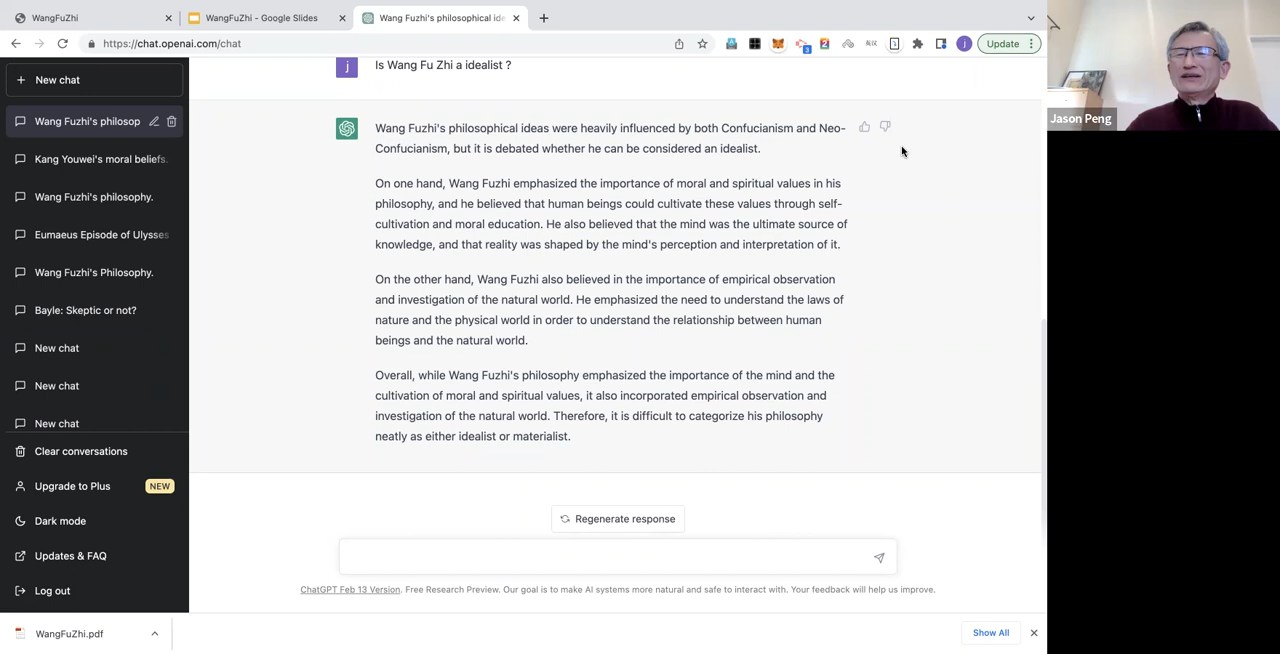 WangFuZhi
WangFuZhi - Google Slides
Wang Fuzhi's philosophical ide
https://chat.openai.com/chat
3
2
j
Update
New chat
Wang Fuzhi's philosop
Kang Youwei's moral beliefs.
Wang Fuzhi's philosophy.
Eumaeus Episode of Ulysses
Wang Fuzhi's Philosophy.
Bayle: Skeptic or not?
New chat
New chat
New chat
Clear conversations
Upgrade to Plus NEW
Dark mode
Updates & FAQ
Log out
j
Is Wang Fu Zhi a idealist ?
Wang Fuzhi's philosophical ideas were heavily influenced by both Confucianism and Neo-
Confucianism, but it is debated whether he can be considered an idealist.
On one hand, Wang Fuzhi emphasized the importance of moral and spiritual values in his
philosophy, and he believed that human beings could cultivate these values through self-
cultivation and moral education. He also believed that the mind was the ultimate source of
knowledge, and that reality was shaped by the mind's perception and interpretation of it.
On the other hand, Wang Fuzhi also believed in the importance of empirical observation
and investigation of the natural world. He emphasized the need to understand the laws of
nature and the physical world in order to understand the relationship between human
beings and the natural world.
Overall, while Wang Fuzhi's philosophy emphasized the importance of the mind and the
cultivation of moral and spiritual values, it also incorporated empirical observation and
investigation of the natural world. Therefore, it is difficult to categorize his philosophy
neatly as either idealist or materialist.
Regenerate response
ChatGPT Feb 13 Version. Free Research Preview. Our goal is to make AI systems more natural and safe to interact with. Your feedback will help us improve.
WangFuZhi.pdf
Show All
Jason Peng